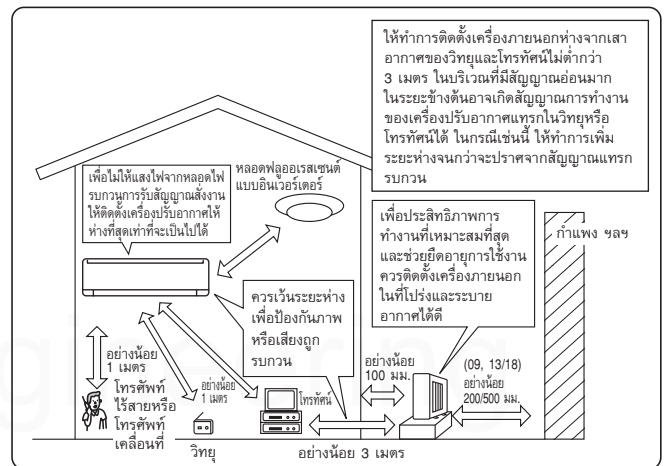 ให้ทำการติดตั้งเครื่องภายนอกห่างจากเสา
อากาศของวิทยุและโทรทัศน์ไม่ต่ำกว่า
3 เมตร ในบริเวณที่มีสัญญาณอ่อนมาก
ในระยะข้างต้นอาจเกิดสัญญาณการทำงาน
ของเครื่องปรับอากาศแทรกในวิทยุหรือ
โทรทัศน์ได้ ในกรณีเช่นนี้ ให้ทำการเพิ่ม
ระยะห่างจนกว่าจะปราศจากสัญญาณแทรก
รบกวน
เพื่อไม่ให้แสงไฟจากหลอดไฟ
รบกวนการรับสัญญาณสั่งงาน
ให้ติดตั้งเครื่องปรับอากาศให้
ห่างที่สุดเท่าที่จะเป็นไปได้
หลอดฟลูออเรสเซนต์
แบบอินเวอร์เตอร์
เพื่อประสิทธิภาพการ
ทำงานที่เหมาะสมที่สุด
และช่วยยืดอายุการใช้งาน
ควรติดตั้งเครื่องภายนอก
ในที่โปร่งและระบาย
อากาศได้ดี
กำแพง ฯลฯ
ควรเว้นระยะห่าง
เพื่อป้องกันภาพ
หรือเสียงถูก
รบกวน
อย่างน้อย
1 เมตร
โทรศัพท์
ไร้สายหรือ
โทรศัพท์
เคลื่อนที่
อย่างน้อย
1 เมตร
วิทยุ
โทรทัศน์
อย่างน้อย 3 เมตร
อย่างน้อย
100 มม.
(09, 13/18)
อย่างน้อย
200/500 มม.